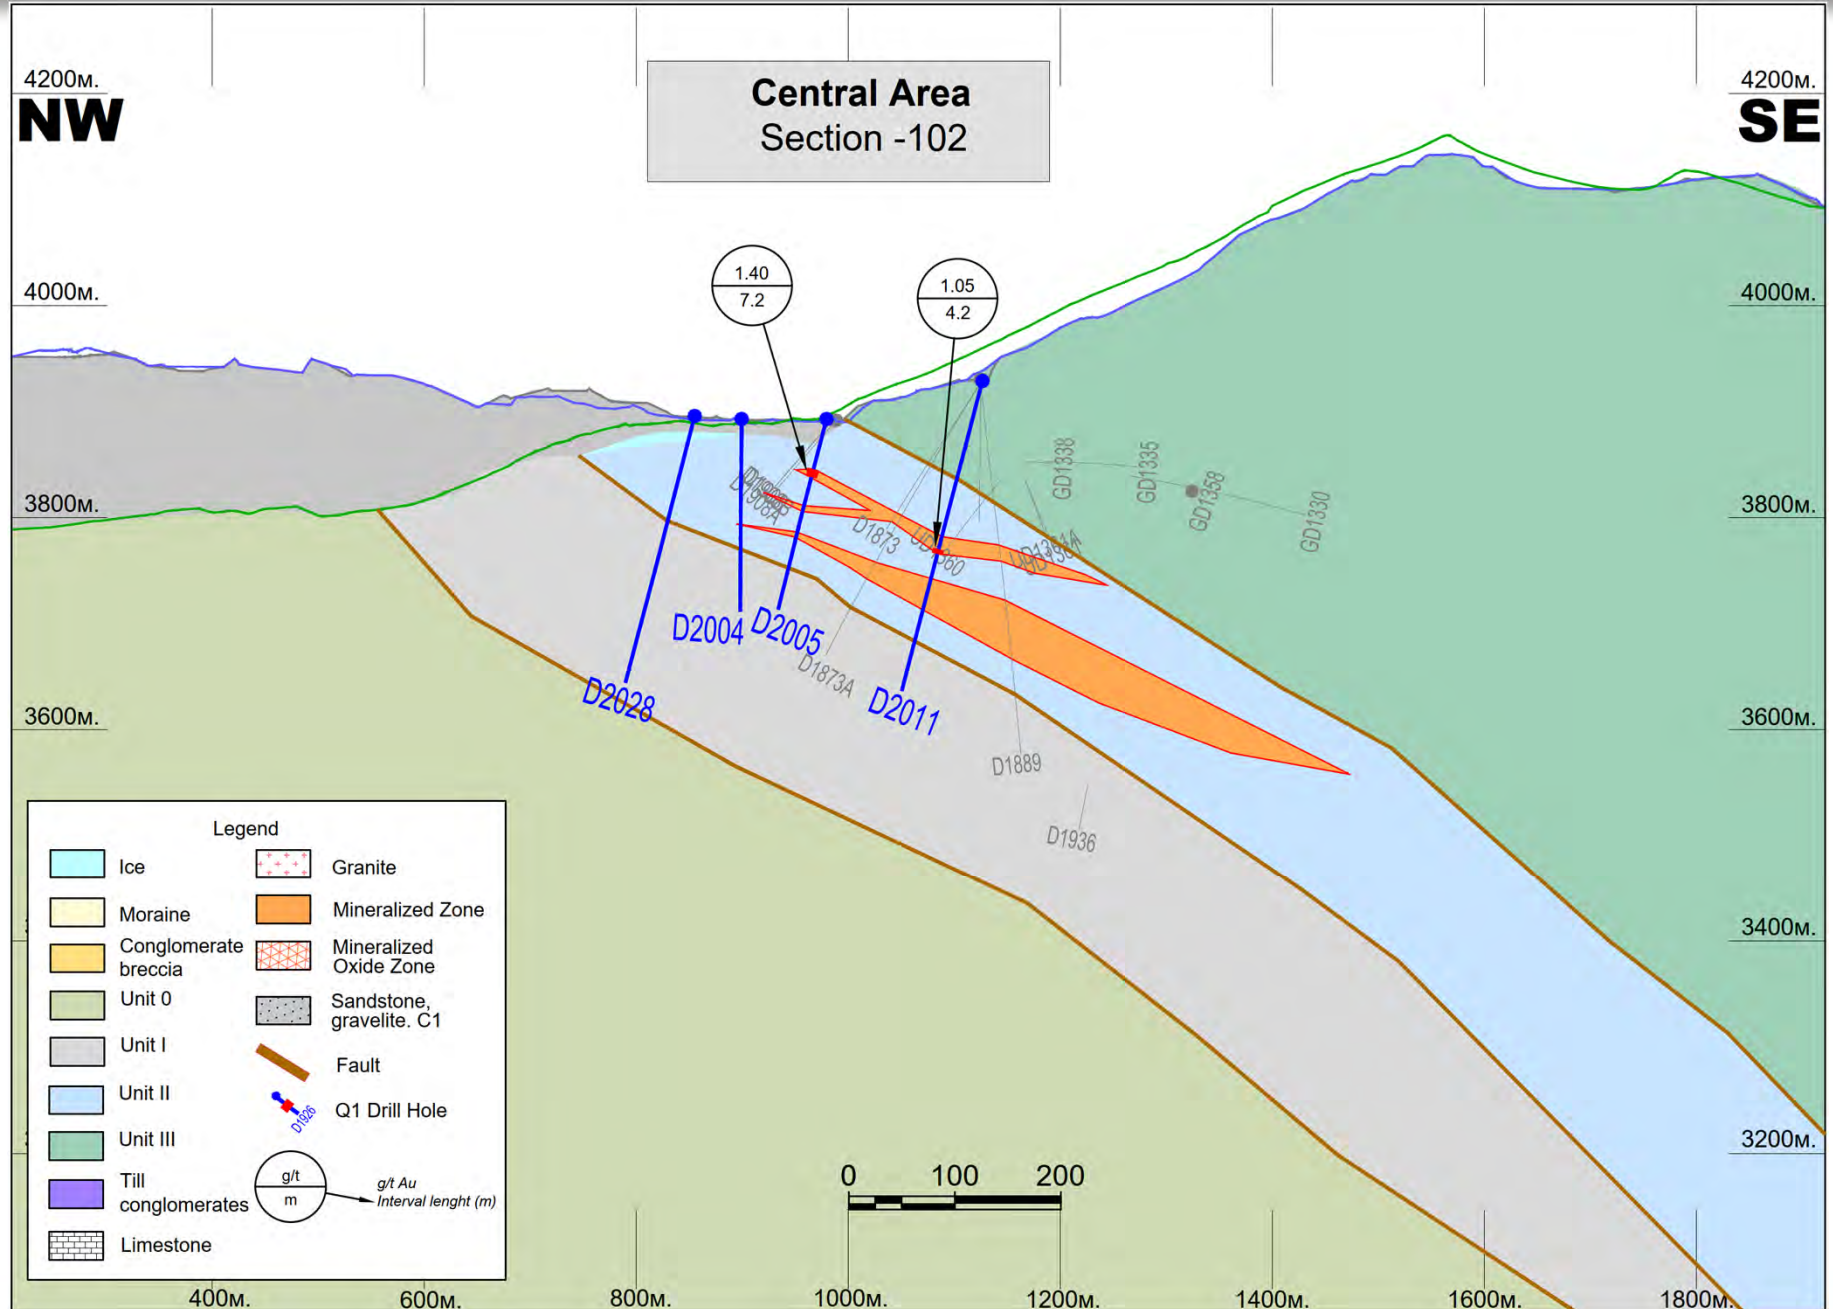 4200м.
4200м.
NW
SE
Central Area
Section -102
1.40
7.2
1.05
4.2
4000м.
4000м.
3800м.
3800м.
GD1338
GD1335
GD1358
GD1330
D1908A
D1873
D2004
D2005
D1873A
D2028
D2011
3600м.
3600м.
D1889
D1936
3400м.
3200м.
Legend
Ice
Moraine
Conglomerate
breccia
Unit 0
Unit I
Unit II
Unit III
Till
conglomerates
Limestone
Granite
Mineralized Zone
Mineralized
Oxide Zone
Sandstone,
gravelite. C1
Fault
D1926
Q1 Drill Hole
g/t
m
g/t Au
Interval lenght (m)
0 100 200
400м. 600м. 800м. 1000м. 1200м. 1400м. 1600м. 1800м.